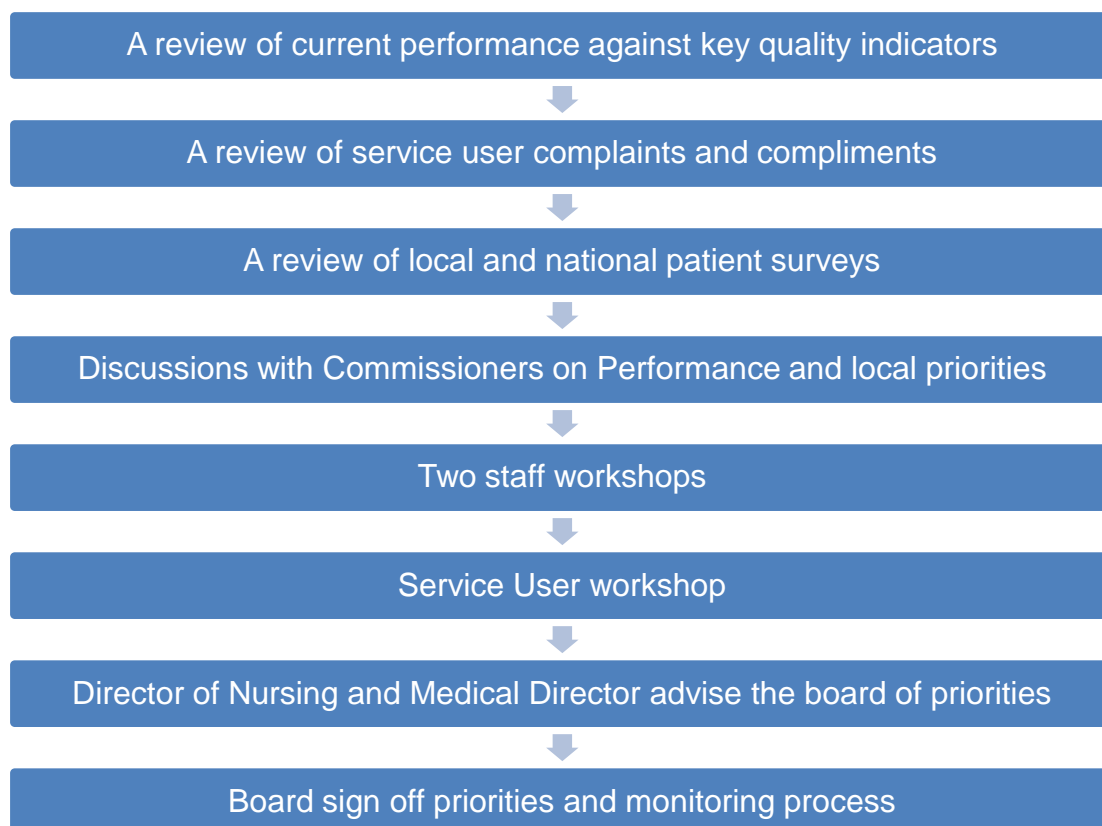 A review of current performance against key quality indicators
A review of service user complaints and compliments
A review of local and national patient surveys
Discussions with Commissioners on Performance and local priorities
Two staff workshops
Service User workshop
Director of Nursing and Medical Director advise the board of priorities
Board sign off priorities and monitoring process